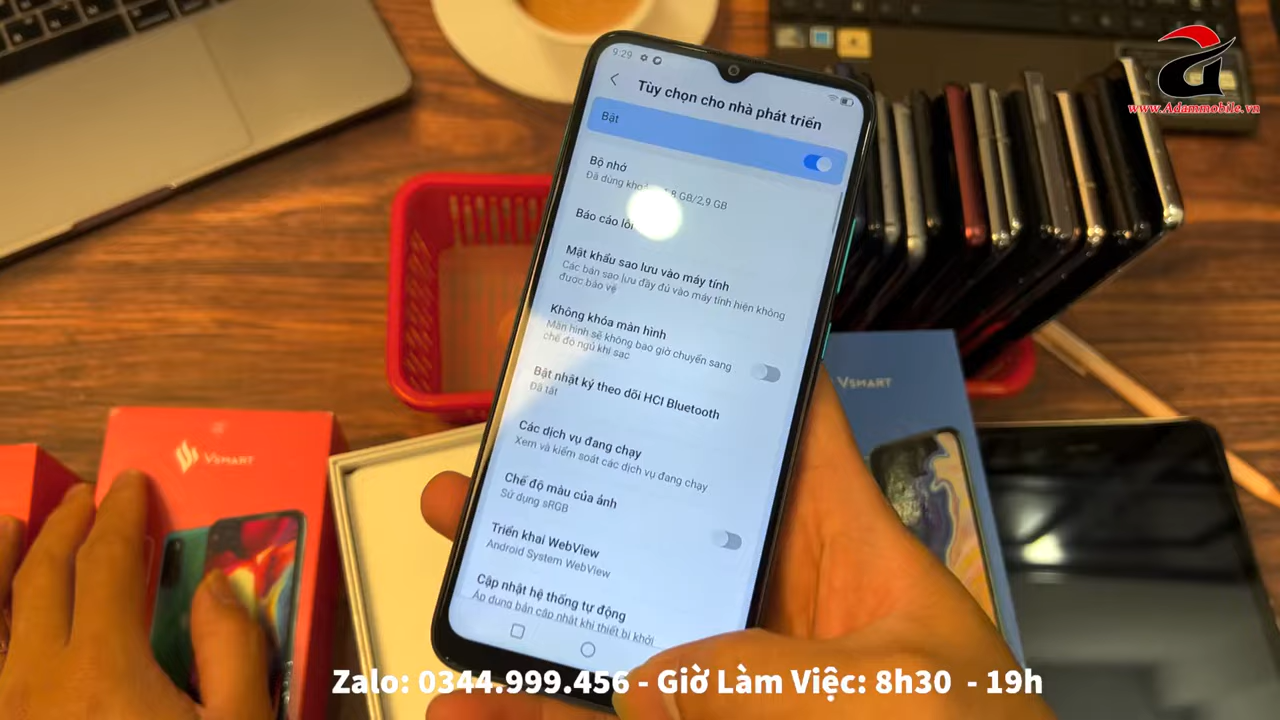 www.Adammobile.vn
9:29
Tùy chọn cho nhà phát triển
Bật
Bộ nhớ
Đã dùng GB/2,9 GB
Báo cáo lỗi
Mật khẩu sao lưu vào máy tính
Các bản sao lưu đầy đủ vào máy tính hiện không
được bảo vệ
Không khóa màn hình
Màn hình sẽ không bao giờ chuyển sang
chế độ ngủ khi sạc
Bật nhật ký theo dõi HCI Bluetooth
Đã tắt
Các dịch vụ đang chạy
Xem và kiểm soát các dịch vụ đang chạy
Chế độ màu của ảnh
Sử dụng sRGB
Triển khai WebView
Android System WebView
Cập nhật hệ thống tự động
Áp dụng bản cập nhật khi thiết bị khởi
VSMART
VSMART
Zalo: 0344.999.456 - Giờ Làm Việc: 8h30 - 19h